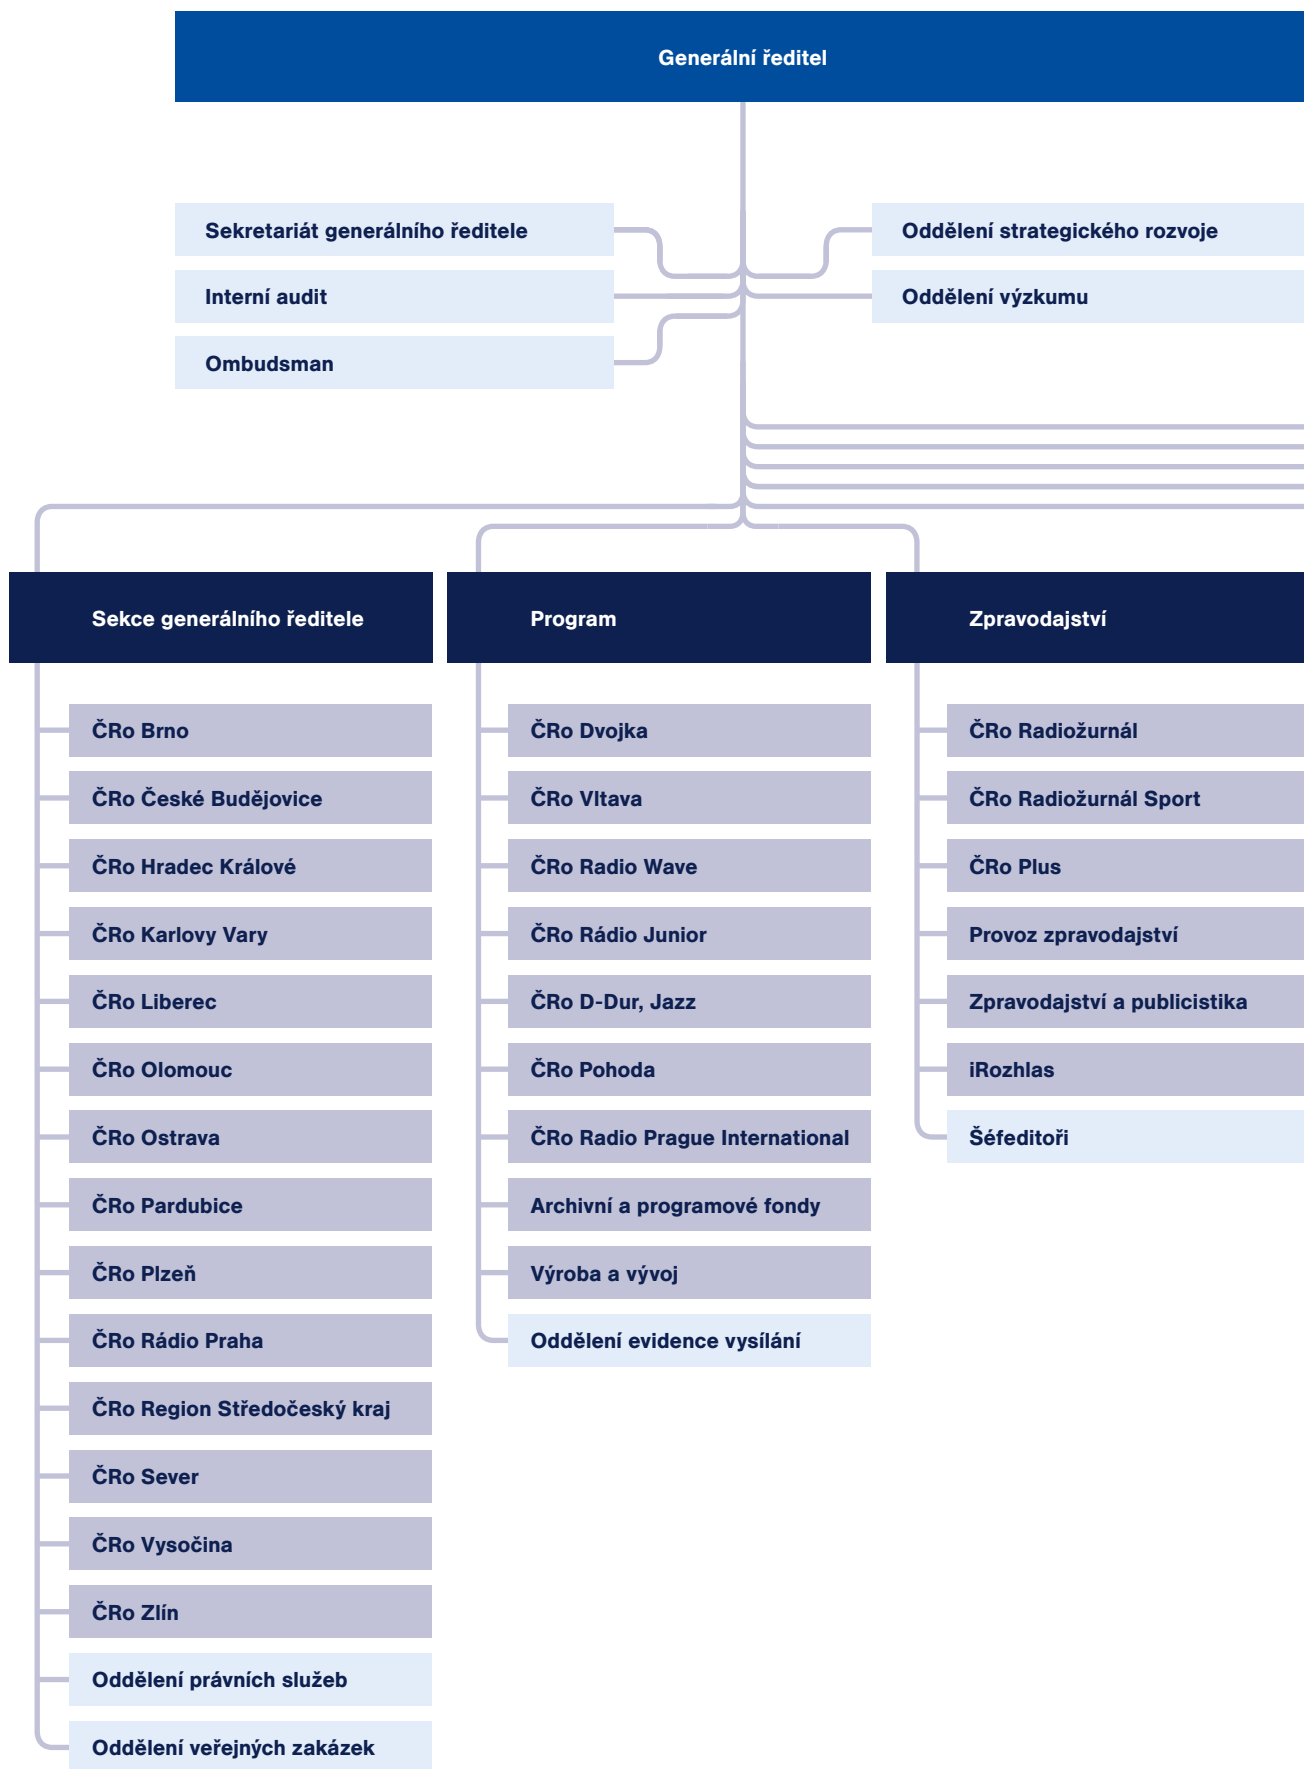 Generální ředitel
Sekretariát generálního ředitele
Interní audit
Ombudsman
Oddělení strategického rozvoje
Oddělení výzkumu
Sekce generálního ředitele
ČRo Brno
ČRo České Budějovice
ČRo Hradec Králové
ČRo Karlovy Vary
ČRo Liberec
ČRo Olomouc
ČRo Ostrava
ČRo Pardubice
ČRo Plzeň
ČRo Rádio Praha
ČRo Region Středočeský kraj
ČRo Sever
ČRo Vysočina
ČRo Zlín
Oddělení právních služeb
Oddělení veřejných zakázek
Program
ČRo Dvojka
ČRo Vltava
ČRo Radio Wave
ČRo Rádio Junior
ČRo D-Dur, Jazz
ČRo Pohoda
ČRo Radio Prague International
Archivní a programové fondy
Výroba a vývoj
Oddělení evidence vysílání
Zpravodajství
ČRo Radiožurnál
ČRo Radiožurnál Sport
ČRo Plus
Provoz zpravodajství
Zpravodajství a publicistika
iRozhlas
Šéfeditoři